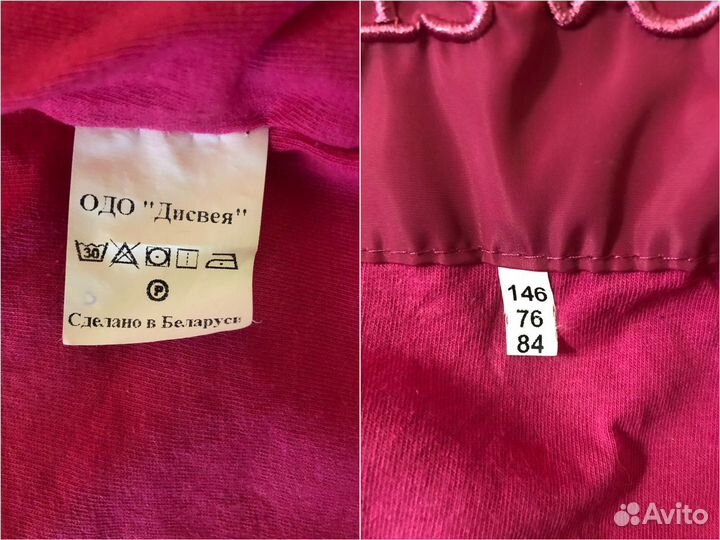 ОДО "Дисвея"
30
P
Сделано в Беларуси
146
76
84
Avito